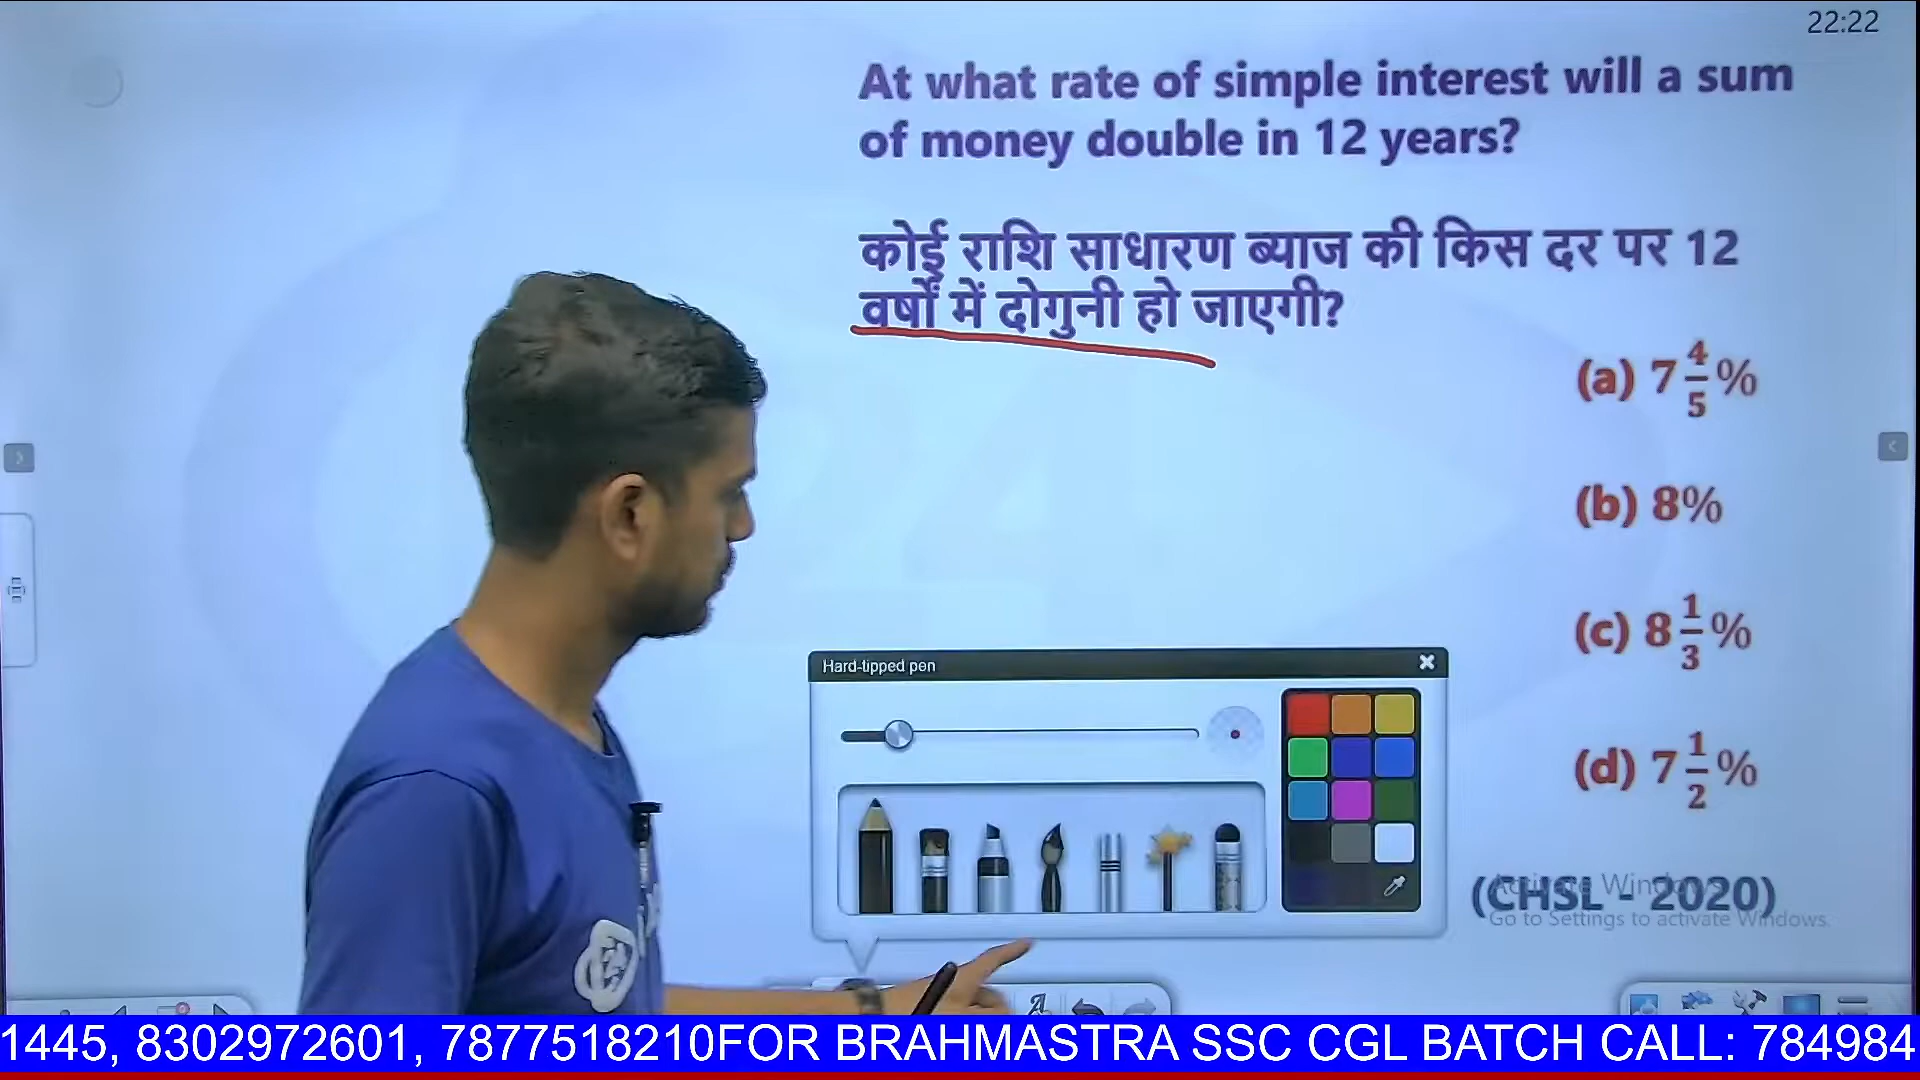 22:22
At what rate of simple interest will a sum
of money double in 12 years?
कोई राशि साधारण ब्याज की किस दर पर 12
वर्षों में दोगुनी हो जाएगी?
(a) 7 4/5 %
(b) 8%
(c) 8 1/3 %
(d) 7 1/2 %
Hard-tipped pen
(CHSL - 2020)
Activate Windows
Go to Settings to activate Windows.
1445, 8302972601, 7877518210FOR BRAHMASTRA SSC CGL BATCH CALL: 784984